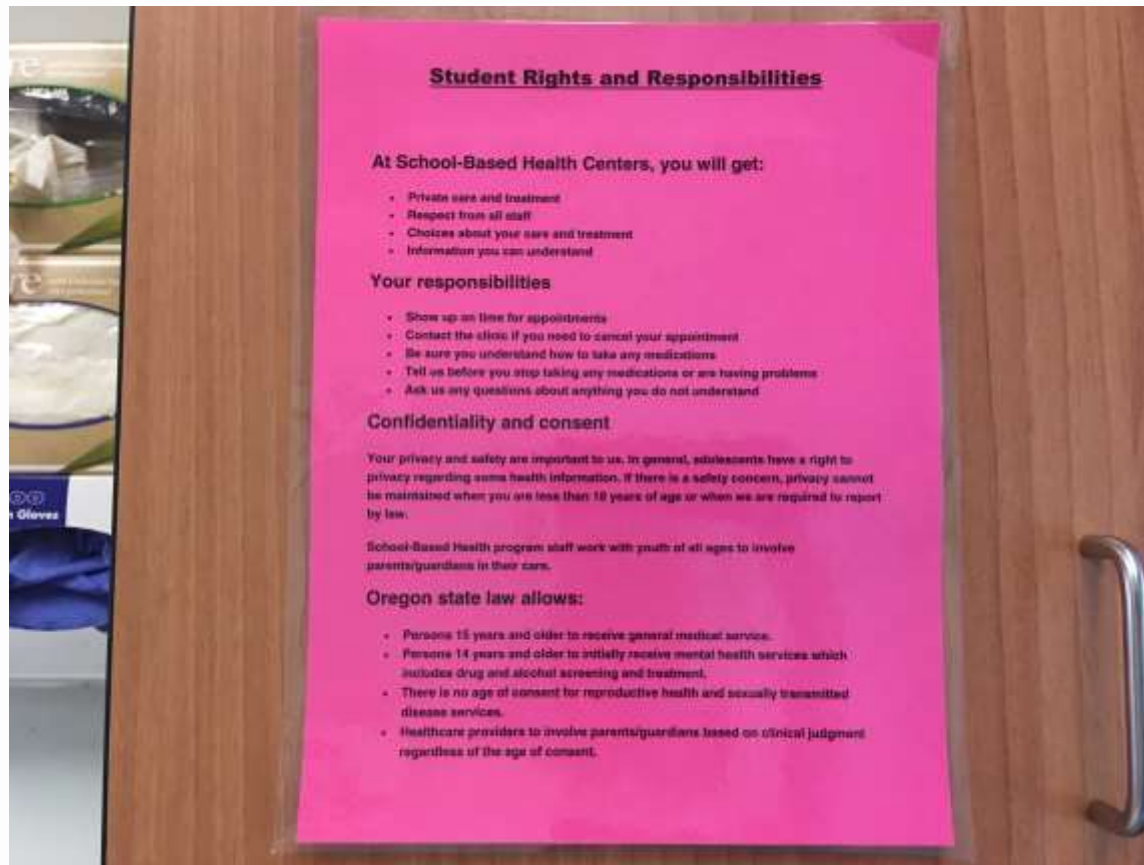 re
re
n Gloves
Student Rights and Responsibilities
At School-Based Health Centers, you will get:
• Private care and treatment
• Respect from all staff
• Choices about your care and treatment
• Information you can understand
Your responsibilities
• Show up on time for appointments
• Contact the clinic if you need to cancel your appointment
• Be sure you understand how to take any medications
• Tell us before you stop taking any medications or are having problems
• Ask us any questions about anything you do not understand
Confidentiality and consent
Your privacy and safety are important to us. In general, adolescents have a right to
privacy regarding some health information. If there is a safety concern, privacy cannot
be maintained when you are less than 18 years of age or when we are required to report
by law.
School-Based Health program staff work with youth of all ages to involve
parents/guardians in their care.
Oregon state law allows:
• Persons 15 years and older to receive general medical service.
• Persons 14 years and older to initially receive mental health services which
includes drug and alcohol screening and treatment.
• There is no age of consent for reproductive health and sexually transmitted
disease services.
• Healthcare providers to involve parents/guardians based on clinical judgment
regardless of the age of consent.